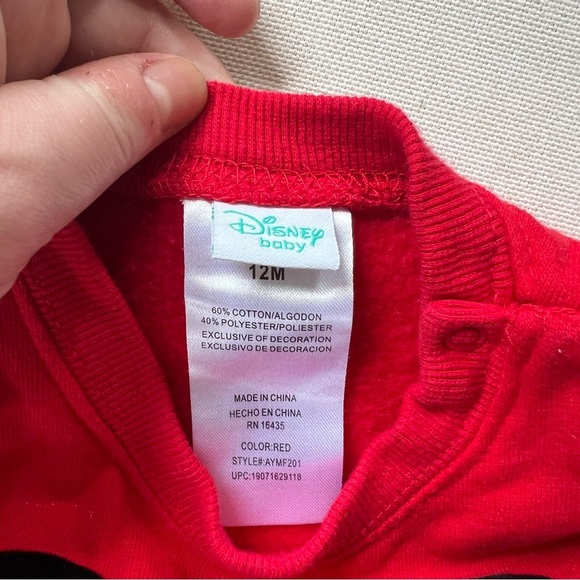 Disney
baby
12M
60% COTTON/ALGODON
40% POLYESTER/POLIESTER
EXCLUSIVE OF DECORATION
EXCLUSIVO DE DECORACION
MADE IN CHINA
HECHO EN CHINA
RN 16435
COLOR:RED
STYLE#:AYMF201
UPC:19071629118